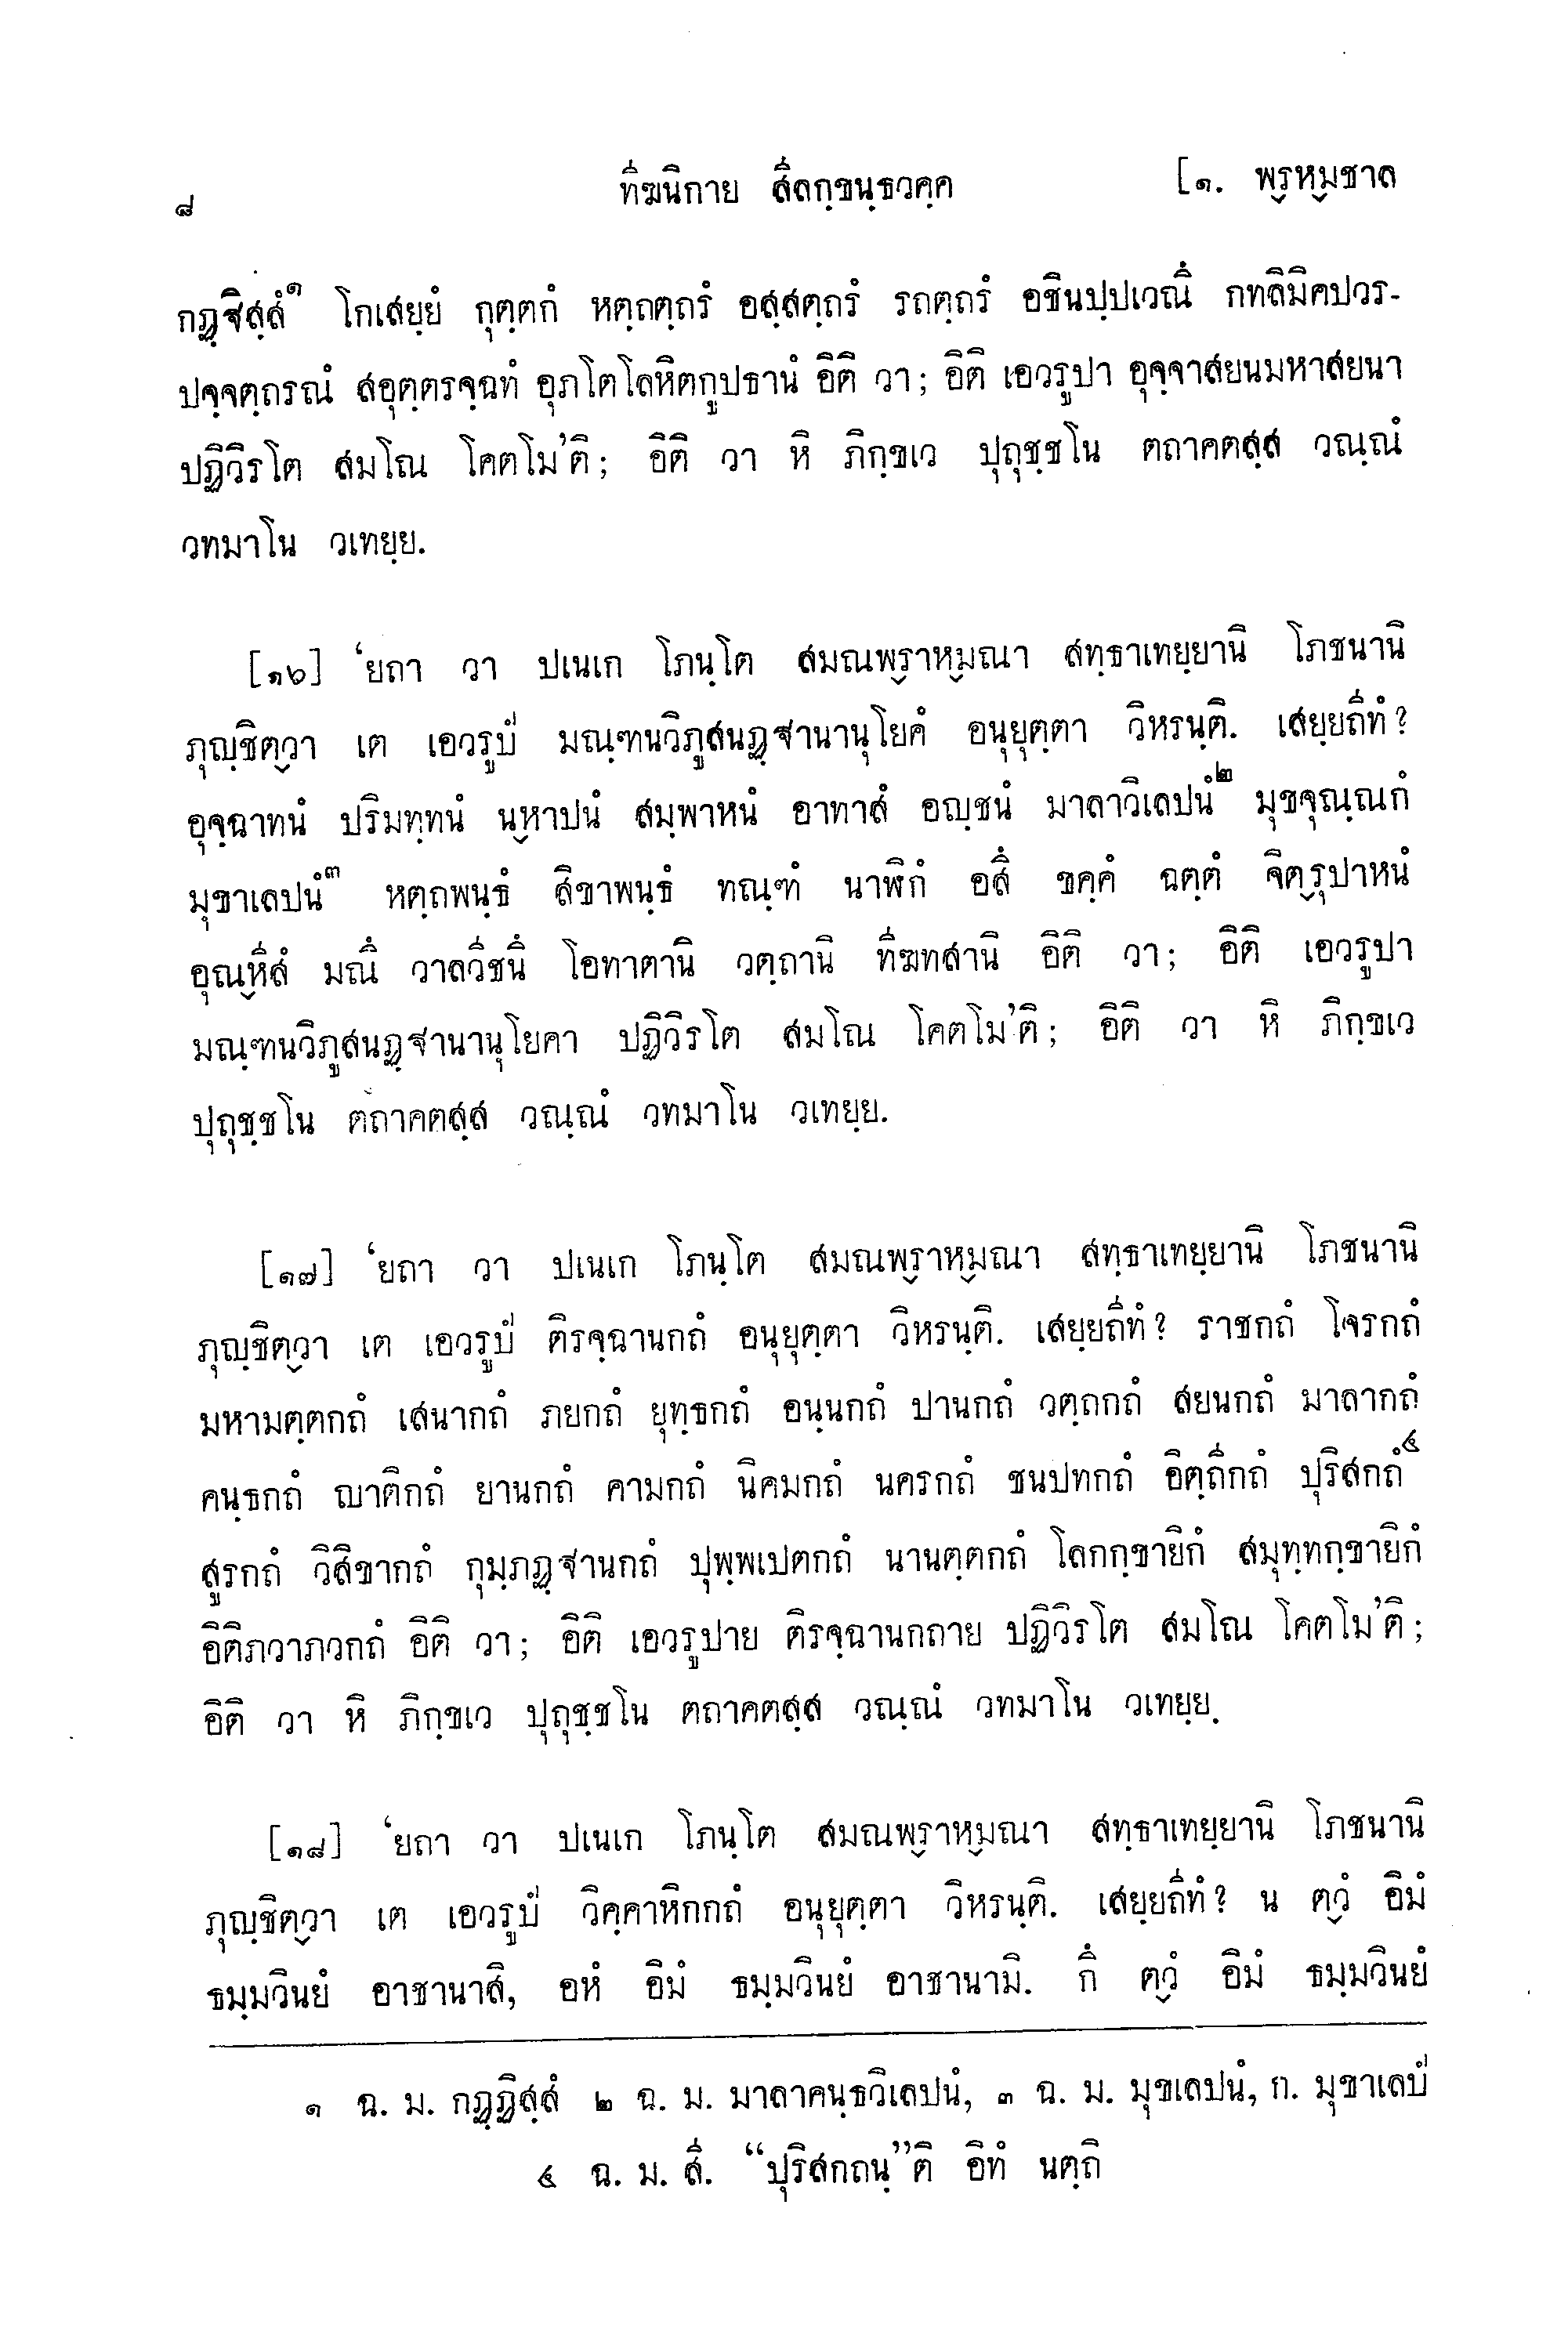 ๘ ทีฆนิกาย สีลกฺขนฺธวคฺค [๑. พฺรหฺมชาล
กฏฺฐิสฺสํ๑ โกเสยฺยํ กุตฺตกํ หตฺถตฺถรํ อสฺสตฺถรํ รถตฺถรํ อชินปฺปเวณึ กทลิมิคปวร-
ปจฺจตฺถรณํ สอุตฺตรจฺฉทํ อุภโตโลหิตกูปธานํ อิติ วา; อิติ เอวรูปา อุจฺจาสยนมหาสยนา
ปฏิวิรโต สมโณ โคตโม’ติ; อิติ วา หิ ภิกฺขเว ปุถุชฺชโน ตถาคตสฺส วณฺณํ
วทมาโน วเทยฺย.
[๑๖] ‘ยถา วา ปเนเก โภนฺโต สมณพฺราหฺมณา สทฺธาเทยฺยานิ โภชนานิ
ภุญฺชิตฺวา เต เอวรูปํ มณฺฑนวิภูสนฏฺฐานานุโยคํ อนุยุตฺตา วิหรนฺติ. เสยฺยถีทํ?
อุจฺฉาทนํ ปริมทฺทนํ นฺหาปนํ สมฺพาหนํ อาทาสํ อญฺชนํ มาลาวิเลปนํ๒ มุขจุณฺณกํ
มุขาเลปนํ๓ หตฺถพนฺธํ สิขาพนฺธํ ทณฺฑํ นาฬิกํ อสึ ขคฺคํ ฉตฺตํ จิตฺรุปาหนํ
อุณฺหีสํ มณึ วาลวีชนึ โอทาตานิ วตฺถานิ ทีฆทสานิ อิติ วา; อิติ เอวรูปา
มณฺฑนวิภูสนฏฺฐานานุโยคา ปฏิวิรโต สมโณ โคตโม’ติ; อิติ วา หิ ภิกฺขเว
ปุถุชฺชโน ตถาคตสฺส วณฺณํ วทมาโน วเทยฺย.
[๑๗] ‘ยถา วา ปเนเก โภนฺโต สมณพฺราหฺมณา สทฺธาเทยฺยานิ โภชนานิ
ภุญฺชิตฺวา เต เอวรูปํ ติรจฺฉานกถํ อนุยุตฺตา วิหรนฺติ. เสยฺยถีทํ? ราชกถํ โจรกถํ
มหามตฺตกถํ เสนากถํ ภยกถํ ยุทฺธกถํ อนฺนกถํ ปานกถํ วตฺถกถํ สยนกถํ มาลากถํ
คนฺธกถํ ญาติกถํ ยานกถํ คามกถํ นิคมกถํ นครกถํ ชนปทกถํ อิตฺถีกถํ ปุริสกถํ๔
สูรกถํ วิสิขากถํ กุมฺภฏฺฐานกถํ ปุพฺพเปตกถํ นานตฺตกถํ โลกกฺขายิกํ สมุทฺทกฺขายิกํ
อิติภวาภวกถํ อิติ วา; อิติ เอวรูปาย ติรจฺฉานกถาย ปฏิวิรโต สมโณ โคตโม’ติ;
อิติ วา หิ ภิกฺขเว ปุถุชฺชโน ตถาคตสฺส วณฺณํ วทมาโน วเทยฺย.
[๑๘] ‘ยถา วา ปเนเก โภนฺโต สมณพฺราหฺมณา สทฺธาเทยฺยานิ โภชนานิ
ภุญฺชิตฺวา เต เอวรูปํ วิคฺคาหิกกถํ อนุยุตฺตา วิหรนฺติ. เสยฺยถีทํ? น ตฺวํ อิมํ
ธมฺมวินยํ อาชานาสิ, อหํ อิมํ ธมฺมวินยํ อาชานามิ. กึ ตฺวํ อิมํ ธมฺมวินยํ
๑ ฉ. ม. กฏฺฏิสฺสํ ๒ ฉ. ม. มาลาคนฺธวิเลปนํ, ๓ ฉ. ม. มุขเลปนํ, ก. มุขาเลปํ
๔ ฉ. ม. สี. “ปุริสกถนฺ”ติ อิทํ นตฺถิ